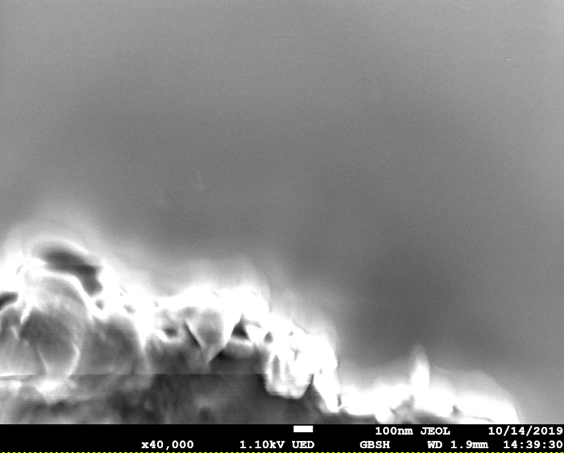 100nm JEOL 10/14/2019
x40,000 1.10kV UED GBSH WD 1.9mm 14:39:30